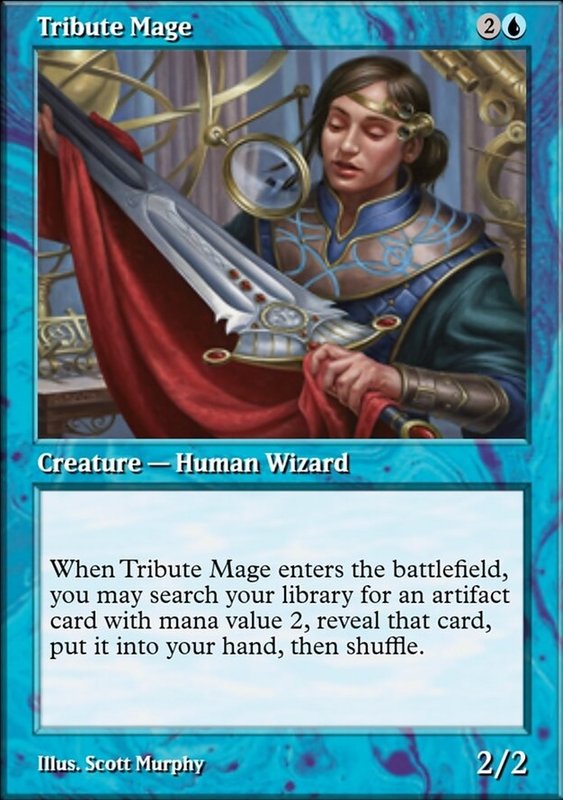 Tribute Mage 2
Creature — Human Wizard
When Tribute Mage enters the battlefield,
you may search your library for an artifact
card with mana value 2, reveal that card,
put it into your hand, then shuffle.
Illus. Scott Murphy 2/2